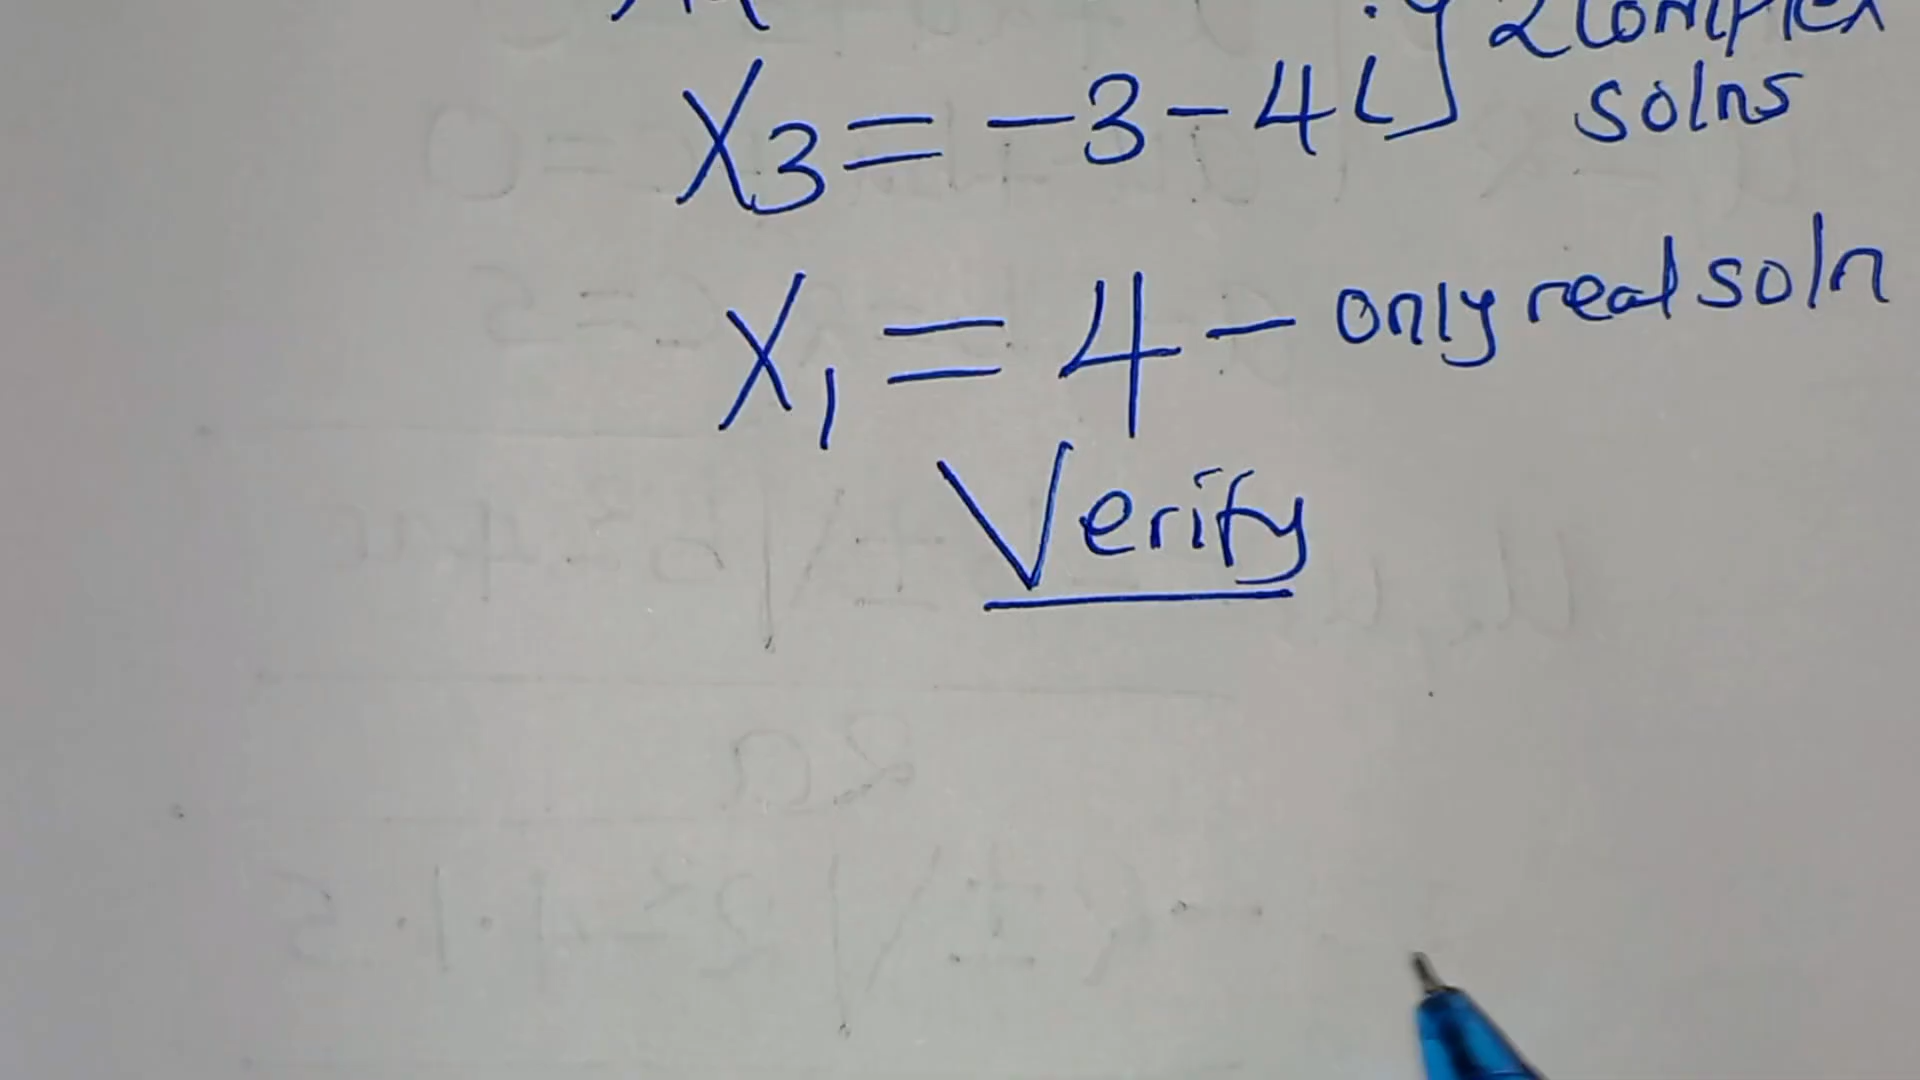 2 complex
X3 = -3 - 4i] solns
X1 = 4 - only real soln
Verify